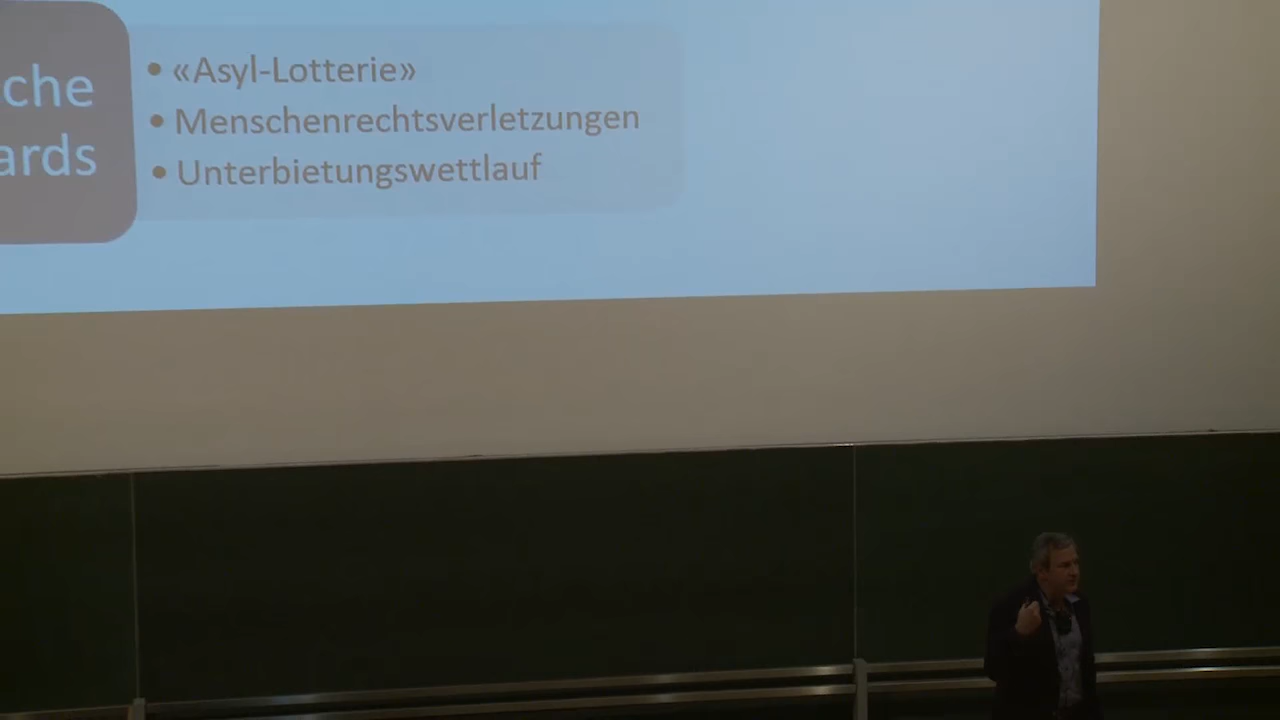 che
ards
• «Asyl-Lotterie»
• Menschenrechtsverletzungen
• Unterbietungswettlauf